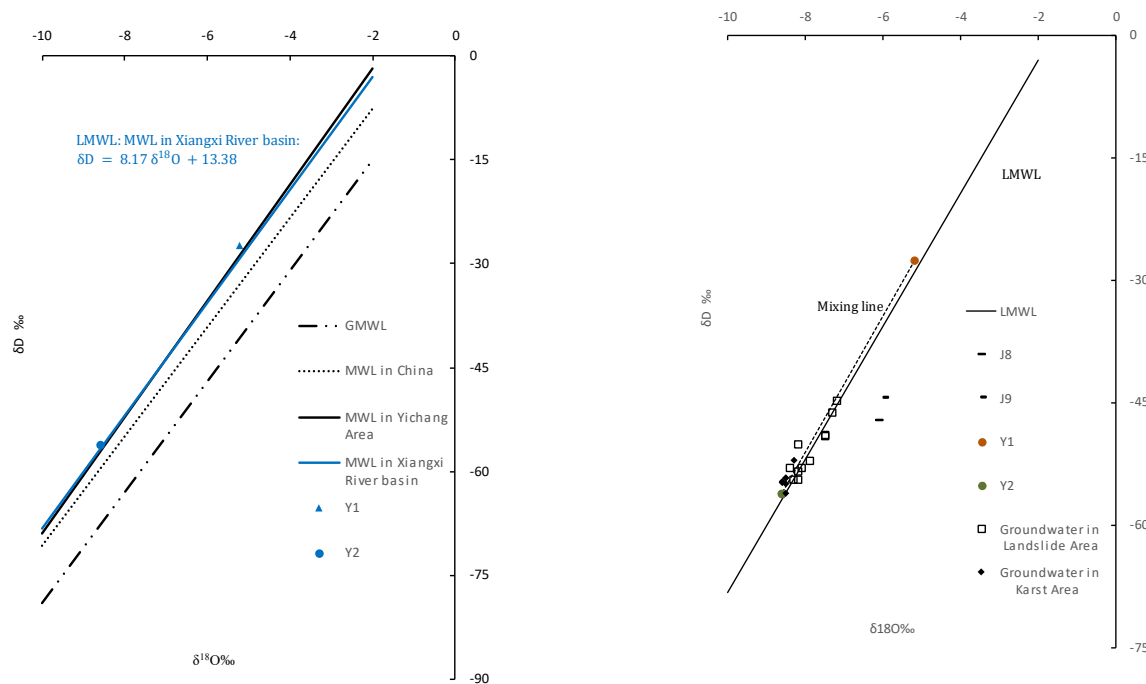 -10 -8 -6 -4 -2
0
-15
-30
-45
-60
-75
-90
LMWL: MWL in Xiangxi River basin:
δD = 8.17 δ¹⁸O + 13.38
δD ‰
GMWL
MWL in China
MWL in Yichang
Area
MWL in Xiangxi
River basin
Y1
Y2
δ¹⁸O‰
-10 -8 -6 -4 -2
0
-15
-30
-45
-60
-75
LMWL
Mixing line
δD ‰
LMWL
J8
J9
Y1
Y2
Groundwater in
Landslide Area
Groundwater in
Karst Area
δ18O‰